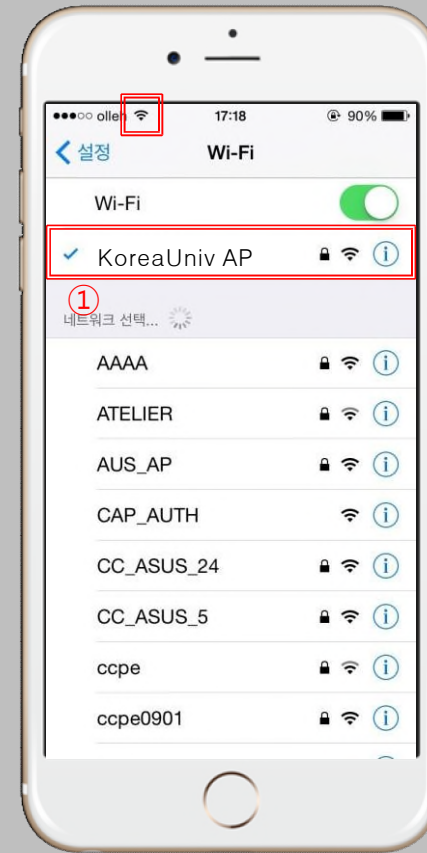 ●●●○○ olleh 17:18 90%
설정 Wi-Fi
Wi-Fi
KoreaUniv AP
①
네트워크 선택...
AAAA
ATELIER
AUS_AP
CAP_AUTH
CC_ASUS_24
CC_ASUS_5
ccpe
ccpe0901